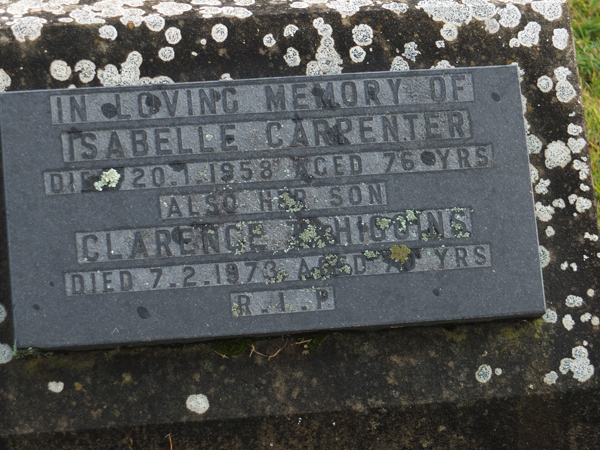 IN LOVING MEMORY OF
ISABELLE CARPENTER
DIED 20.1.1958 AGED 76 YRS
ALSO HER SON
CLARENCE HIGGINS
DIED 7.2.1973 AGED YRS
R.I.P